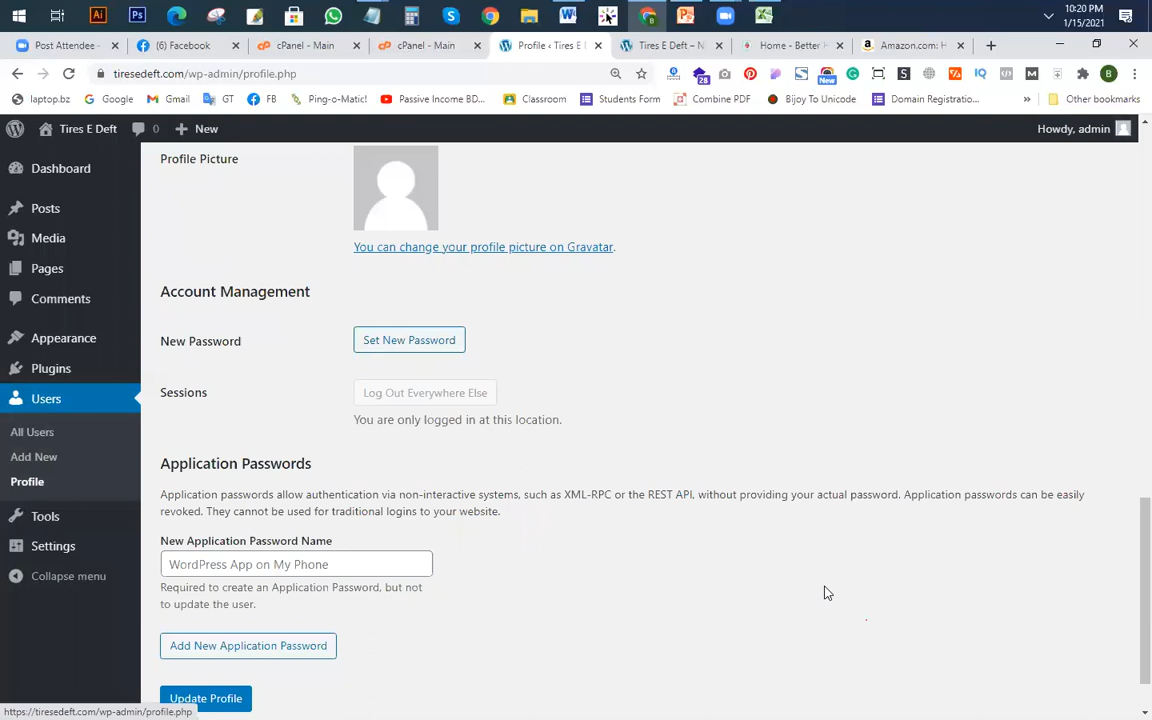 10:20 PM
1/15/2021
Ai
Ps
Post Attendee -
(6) Facebook
cPanel - Main
cPanel - Main
Profile ‹ Tires E
Tires E Deft – N
Home - Better H
Amazon.com: H
tiresedeft.com/wp-admin/profile.php
28
New
B
laptop.bz
Google
Gmail
GT
FB
Ping-o-Matic!
Passive Income BD...
Classroom
Students Form
Combine PDF
Bijoy To Unicode
Domain Registratio...
»
Other bookmarks
Tires E Deft
0
New
Howdy, admin
Dashboard
Posts
Media
Pages
Comments
Appearance
Plugins
Users
All Users
Add New
Profile
Tools
Settings
Collapse menu
Profile Picture
You can change your profile picture on Gravatar.
Account Management
New Password
Set New Password
Sessions
Log Out Everywhere Else
You are only logged in at this location.
Application Passwords
Application passwords allow authentication via non-interactive systems, such as XML-RPC or the REST API, without providing your actual password. Application passwords can be easily
revoked. They cannot be used for traditional logins to your website.
New Application Password Name
WordPress App on My Phone
Required to create an Application Password, but not
to update the user.
Add New Application Password
Update Profile
https://tiresedeft.com/wp-admin/profile.php